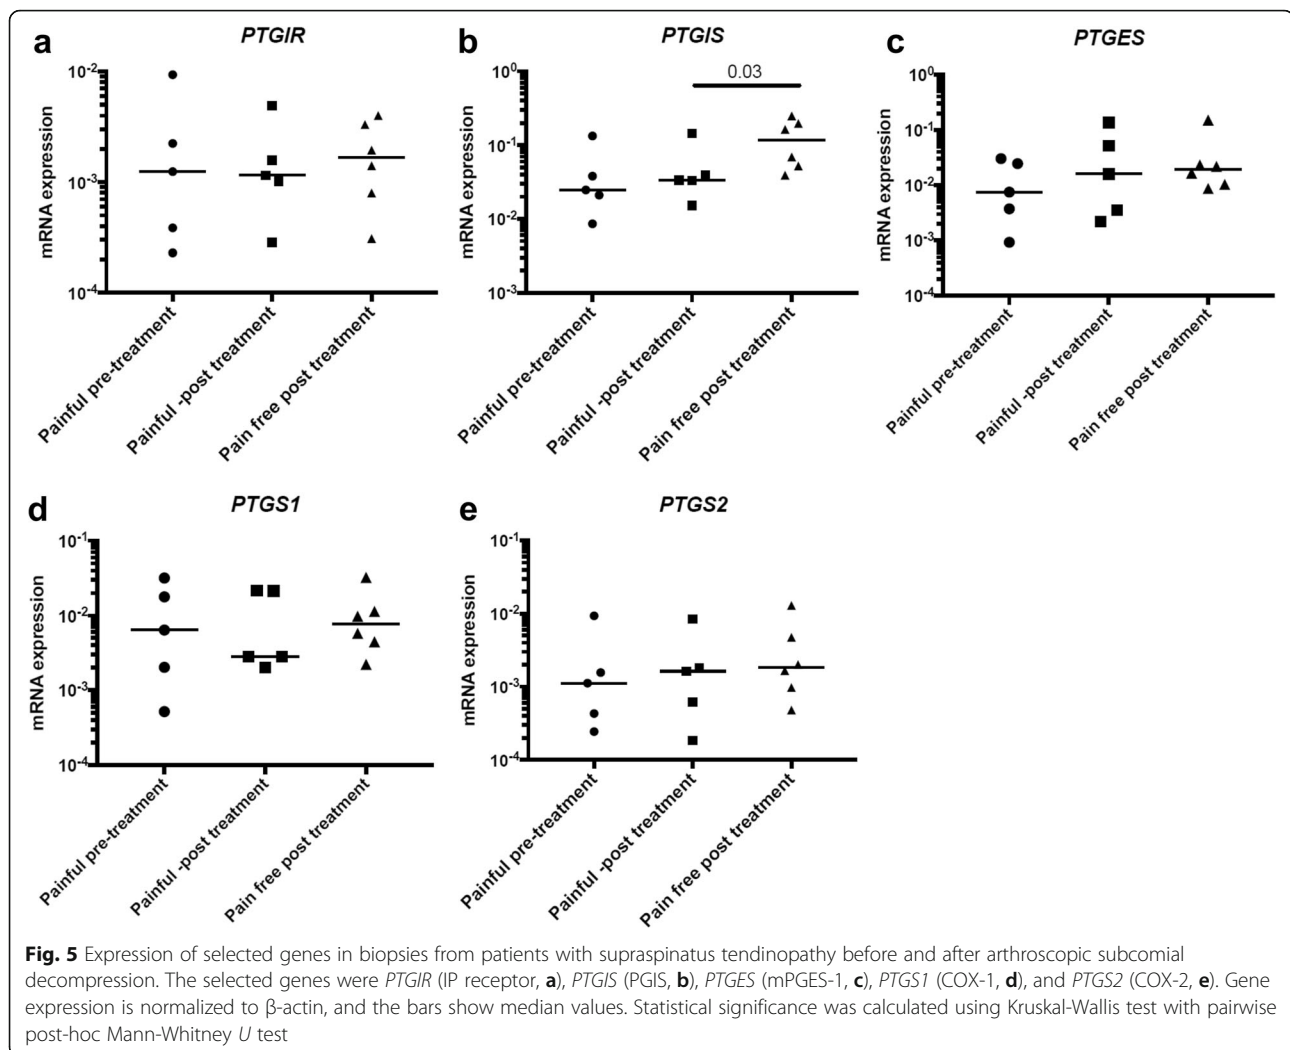 a
PTGIR
mRNA expression
10-2
10-3
10-4
Painful pre-treatment
Painful -post treatment
Pain free post treatment
b
PTGIS
mRNA expression
100
10-1
10-2
10-3
0.03
Painful pre-treatment
Painful -post treatment
Pain free post treatment
c
PTGES
mRNA expression
100
10-1
10-2
10-3
10-4
Painful pre-treatment
Painful -post treatment
Pain free post treatment
d
PTGS1
mRNA expression
10-1
10-2
10-3
10-4
Painful pre-treatment
Painful -post treatment
Pain free post treatment
e
PTGS2
mRNA expression
10-1
10-2
10-3
10-4
Painful pre-treatment
Painful -post treatment
Pain free post treatment
Fig. 5 Expression of selected genes in biopsies from patients with supraspinatus tendinopathy before and after arthroscopic subcomial
decompression. The selected genes were PTGIR (IP receptor, a), PTGIS (PGIS, b), PTGES (mPGES-1, c), PTGS1 (COX-1, d), and PTGS2 (COX-2, e). Gene
expression is normalized to β-actin, and the bars show median values. Statistical significance was calculated using Kruskal-Wallis test with pairwise
post-hoc Mann-Whitney U test